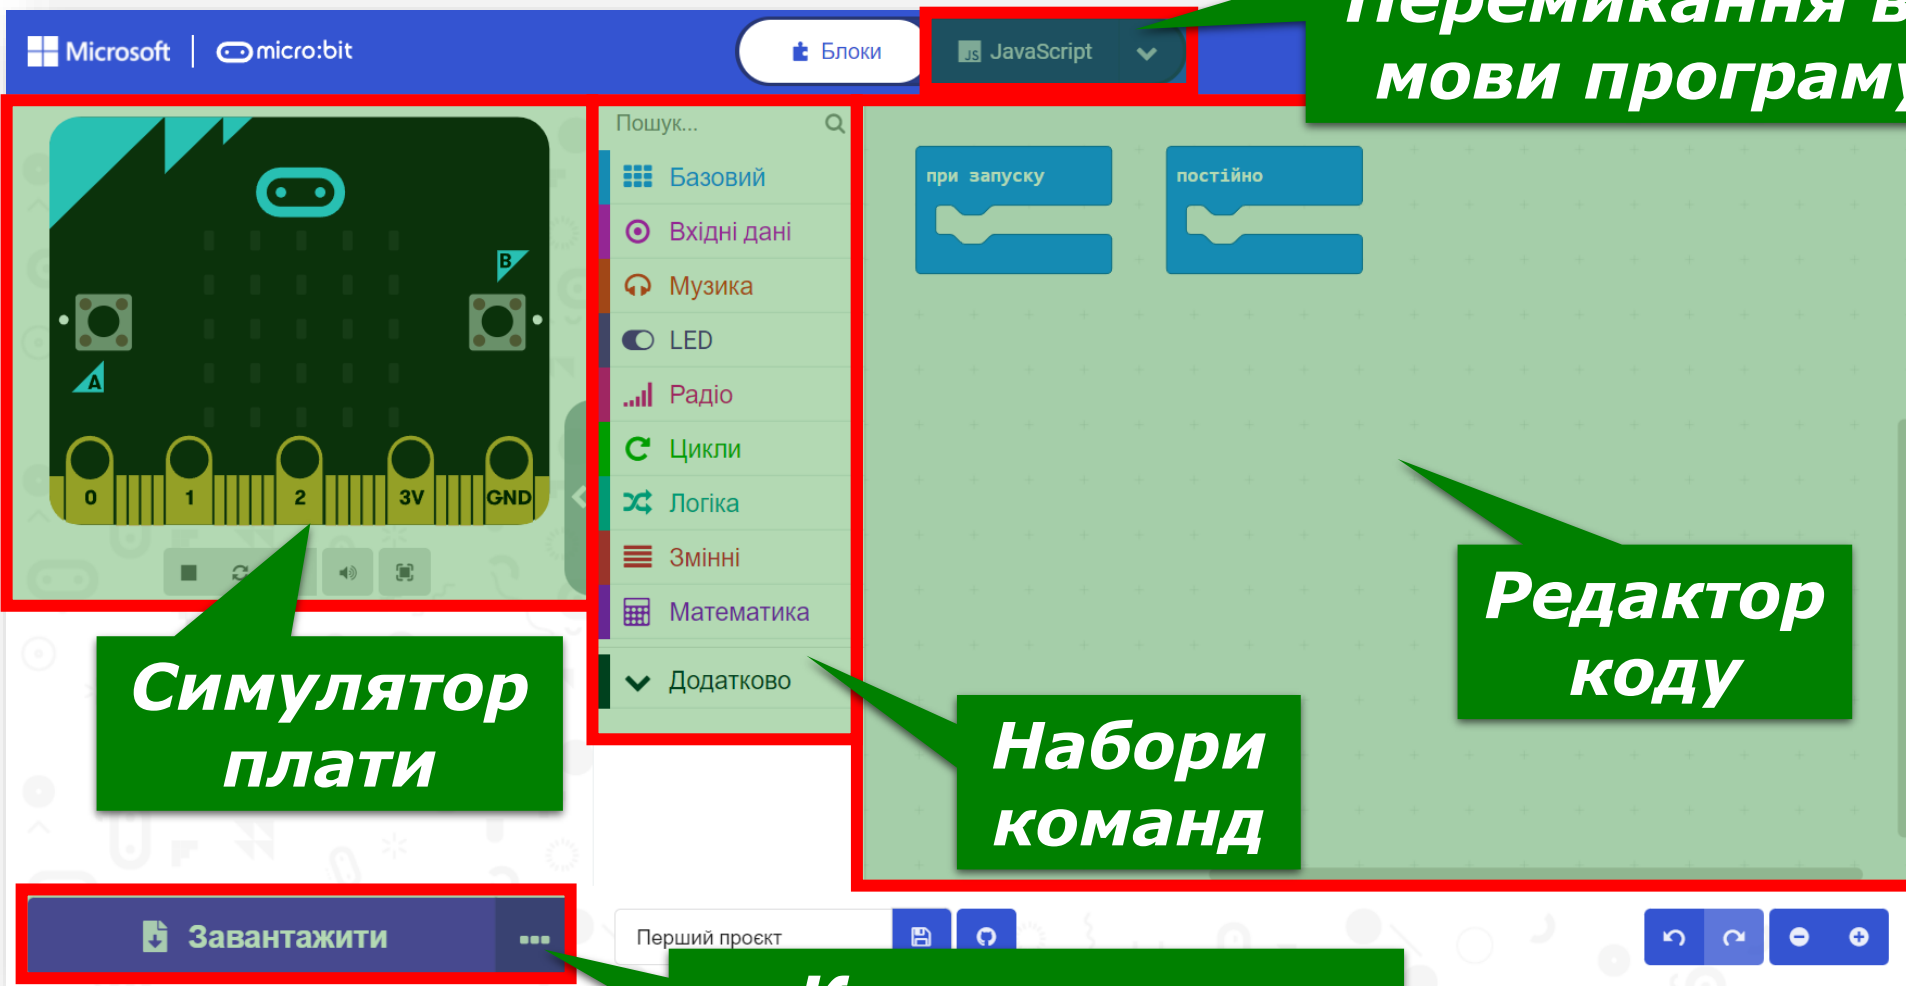 Перемикання в
мови програму
Microsoft micro:bit
Блоки
JavaScript
Пошук...
Базовий
Вхідні дані
Музика
LED
Радіо
Цикли
Логіка
Змінні
Математика
Додатково
при запуску
постійно
B
A
0 1 2 3V GND
Симулятор
плати
Набори
команд
Редактор
коду
Завантажити
Перший проєкт